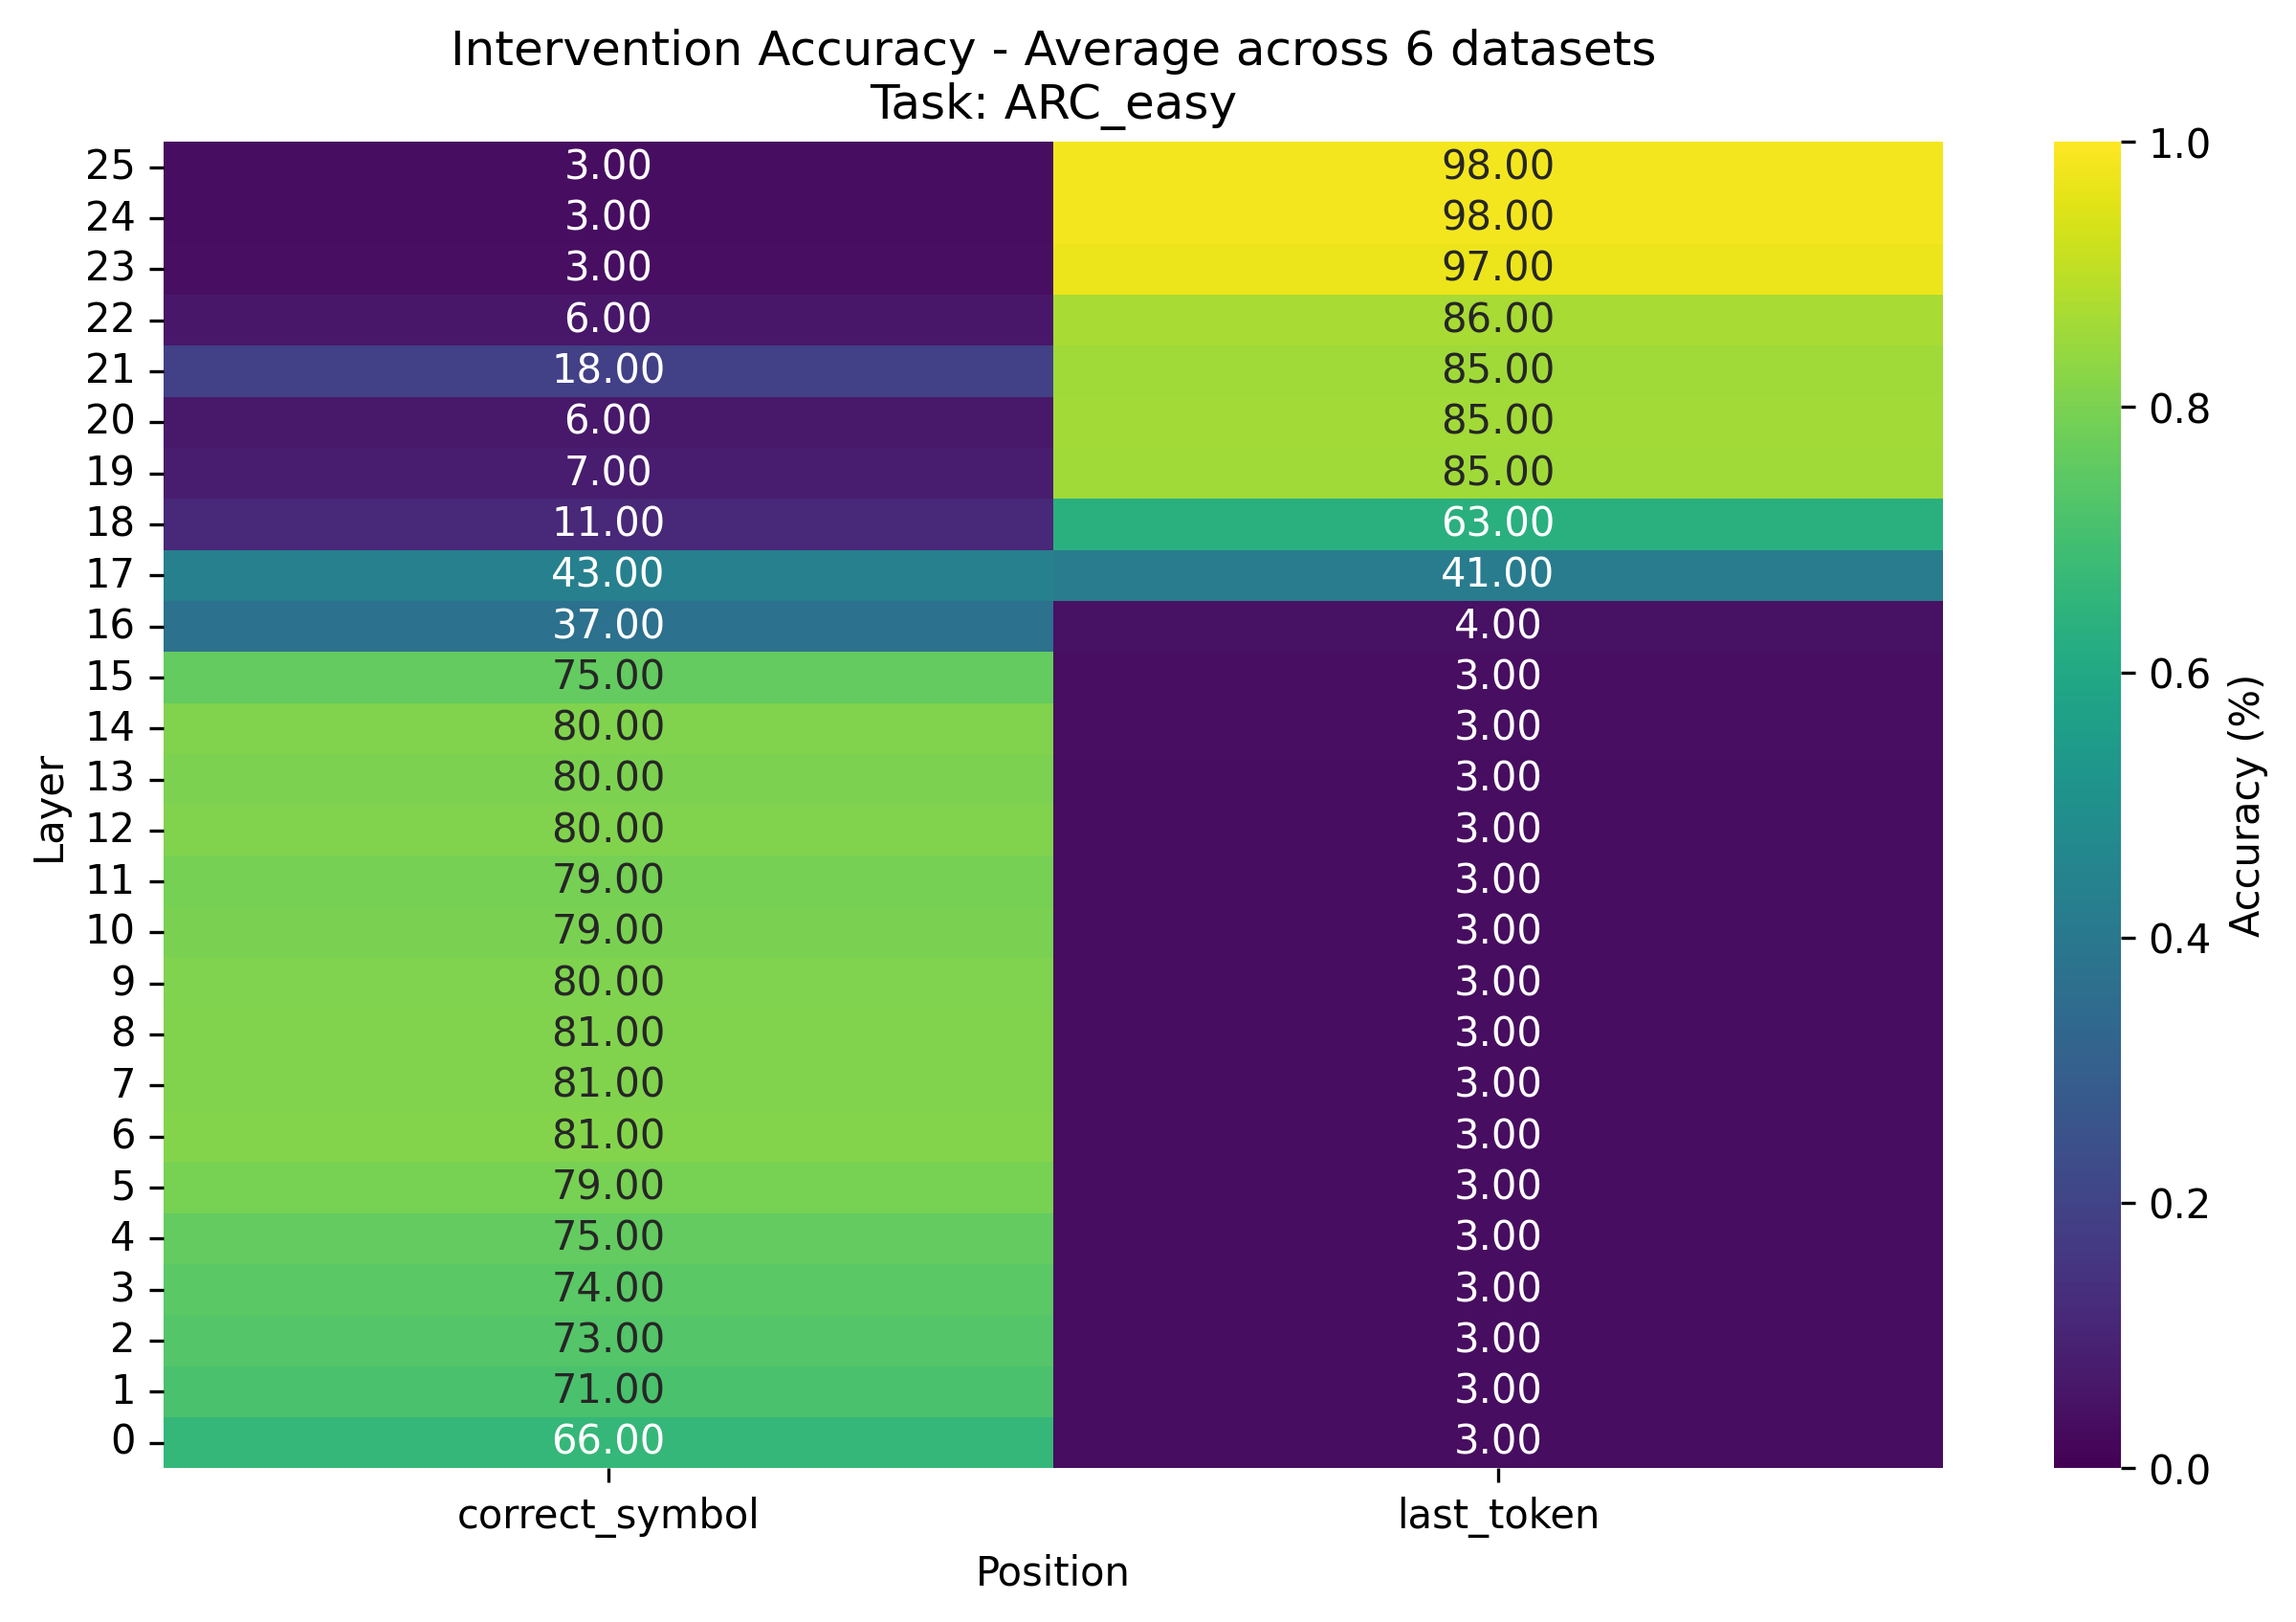 Intervention Accuracy - Average across 6 datasets
Task: ARC_easy
25 3.00 98.00
24 3.00 98.00
23 3.00 97.00
22 6.00 86.00
21 18.00 85.00
20 6.00 85.00
19 7.00 85.00
18 11.00 63.00
17 43.00 41.00
16 37.00 4.00
15 75.00 3.00
14 80.00 3.00
13 80.00 3.00
12 80.00 3.00
11 79.00 3.00
10 79.00 3.00
9 80.00 3.00
8 81.00 3.00
7 81.00 3.00
6 81.00 3.00
5 79.00 3.00
4 75.00 3.00
3 74.00 3.00
2 73.00 3.00
1 71.00 3.00
0 66.00 3.00
Layer
correct_symbol last_token
Position
1.0
0.8
0.6
0.4
0.2
0.0
Accuracy (%)